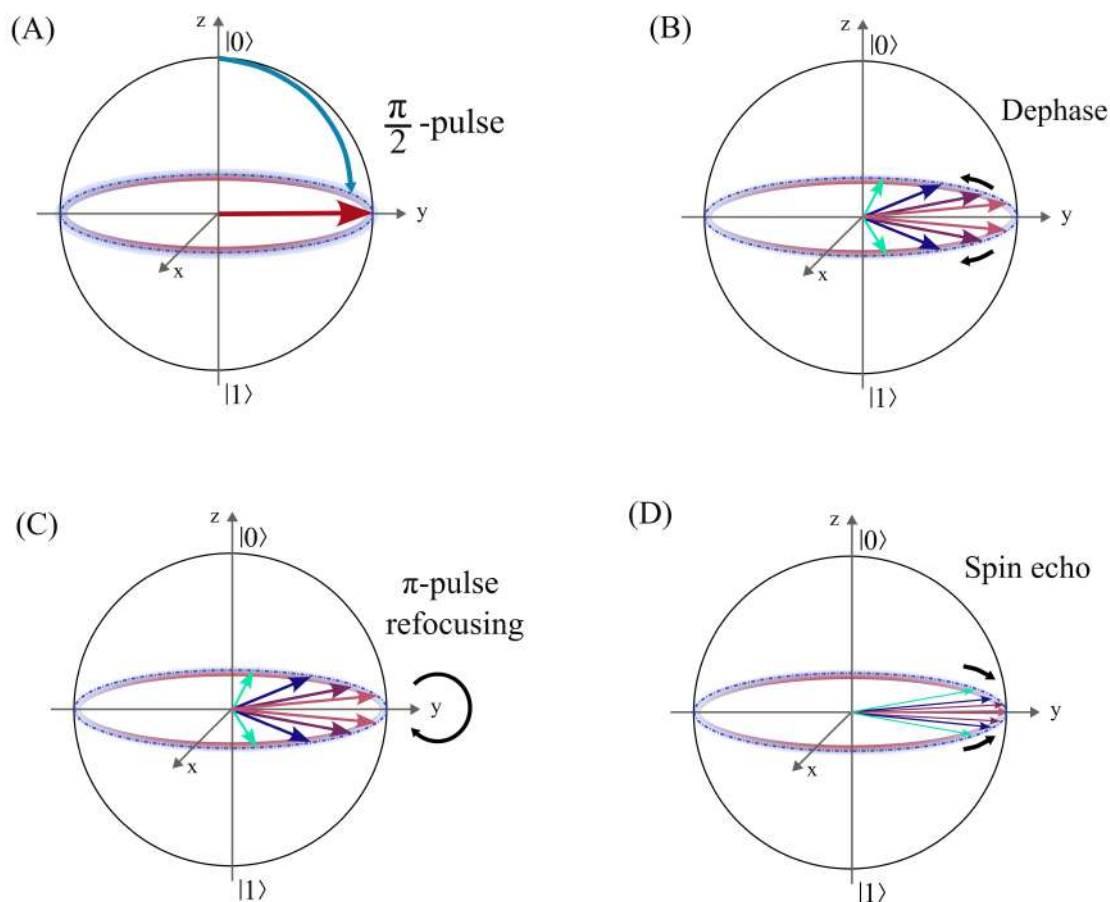 (A)
z
|0⟩
π/2 -pulse
y
x
|1⟩
(B)
z
|0⟩
Dephase
y
x
|1⟩
(C)
z
|0⟩
π-pulse
refocusing
y
x
|1⟩
(D)
z
|0⟩
Spin echo
y
x
|1⟩